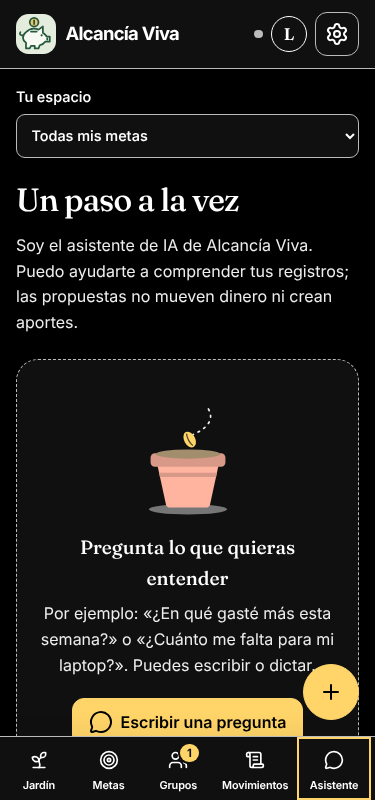 Alcancía Viva
L
Tu espacio
Todas mis metas
Un paso a la vez
Soy el asistente de IA de Alcancía Viva.
Puedo ayudarte a comprender tus registros;
las propuestas no mueven dinero ni crean
aportes.
Pregunta lo que quieras
entender
Por ejemplo: «¿En qué gasté más esta
semana?» o «¿Cuánto me falta para mi
laptop?». Puedes escribir o dictar.
Escribir una pregunta
1
Jardín
Metas
Grupos
Movimientos
Asistente